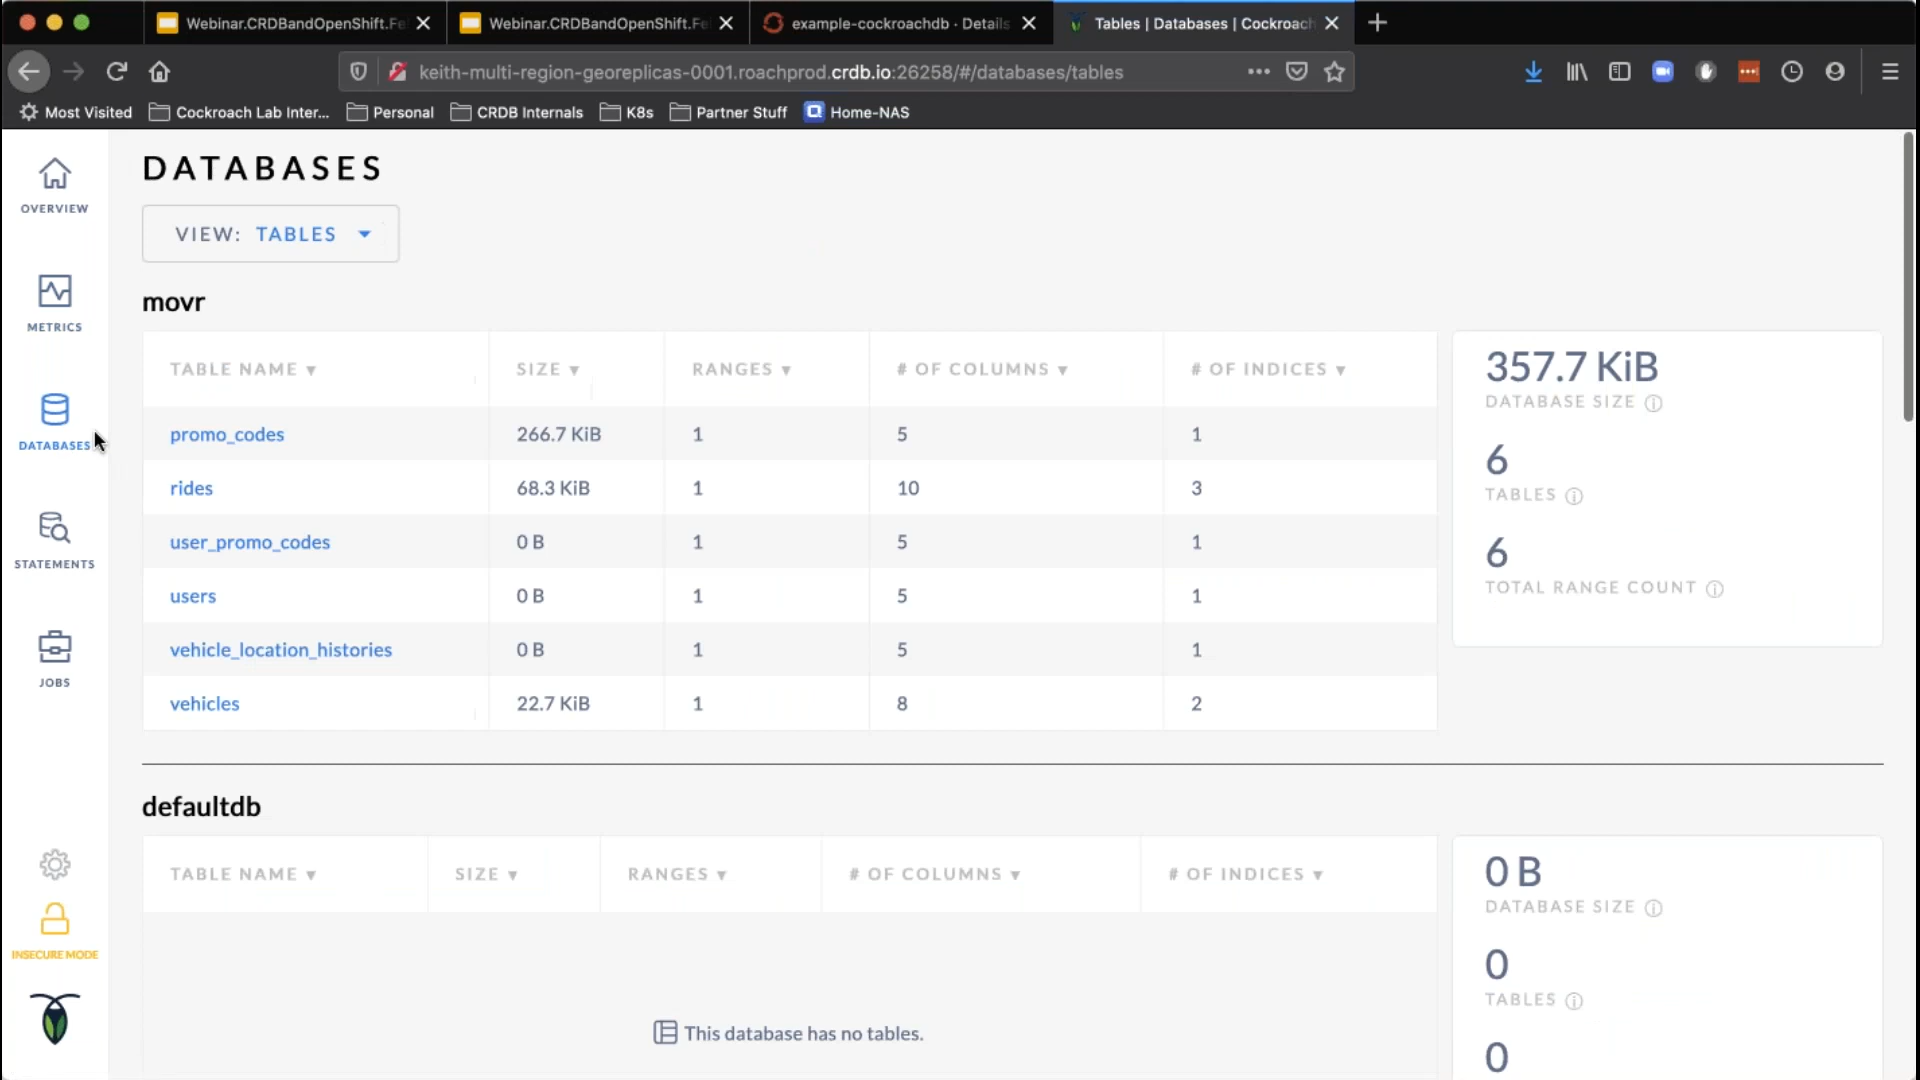 Webinar.CRDBandOpenShift.Fe
Webinar.CRDBandOpenShift.Fe
example-cockroachdb · Details
Tables | Databases | Cockroach
keith-multi-region-georeplicas-0001.roachprod.crdb.io:26258/#/databases/tables
Most Visited
Cockroach Lab Inter...
Personal
CRDB Internals
K8s
Partner Stuff
Home-NAS
OVERVIEW
METRICS
DATABASES
STATEMENTS
JOBS
INSECURE MODE
DATABASES
VIEW: TABLES
movr
TABLE NAME ▼ SIZE ▼ RANGES ▼ # OF COLUMNS ▼ # OF INDICES ▼
promo_codes 266.7 KiB 1 5 1
rides 68.3 KiB 1 10 3
user_promo_codes 0 B 1 5 1
users 0 B 1 5 1
vehicle_location_histories 0 B 1 5 1
vehicles 22.7 KiB 1 8 2
357.7 KiB
DATABASE SIZE
6
TABLES
6
TOTAL RANGE COUNT
defaultdb
TABLE NAME ▼ SIZE ▼ RANGES ▼ # OF COLUMNS ▼ # OF INDICES ▼
This database has no tables.
0 B
DATABASE SIZE
0
TABLES
0